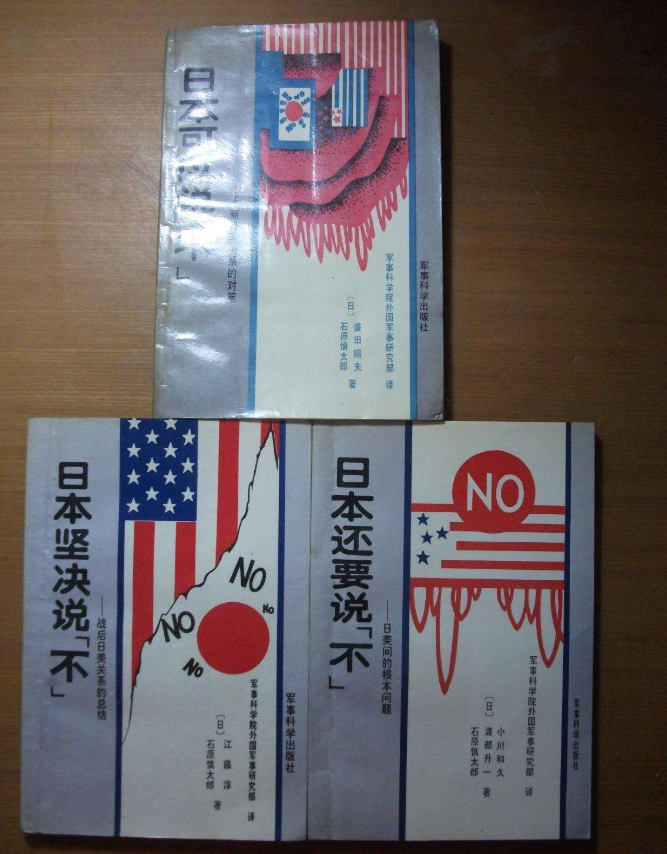 日本可以说「不」
系的对策
〔日〕盛田昭夫
石原慎太郎 著
军事科学院外国军事研究部 译
军事科学出版社
日本坚决说「不」
——战后日美关系的总结
NO
NO
No
No
〔日〕江藤淳
石原慎太郎 著
军事科学院外国军事研究部 译
军事科学出版社
日本还要说「不」
——日美间的根本问题
NO
小川和久
〔日〕渡部升一 著
石原慎太郎
军事科学院外国军事研究部 译
军事科学出版社